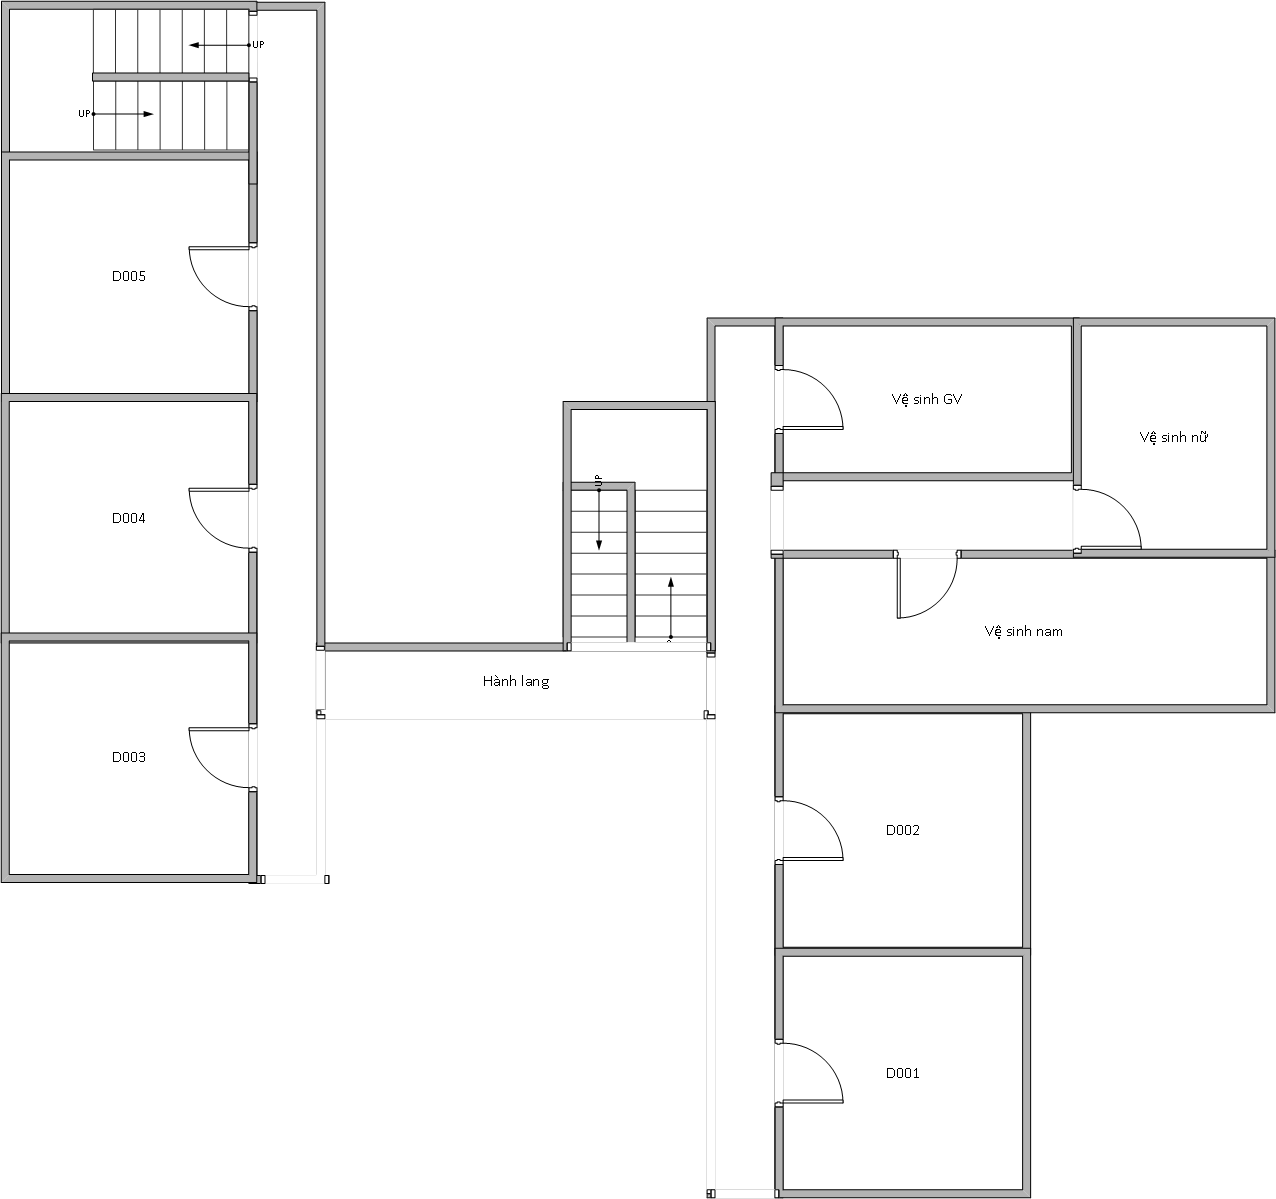 UP
UP
D005
Vệ sinh GV
Vệ sinh nữ
UP
D004
Vệ sinh nam
Hành lang
D003
D002
D001